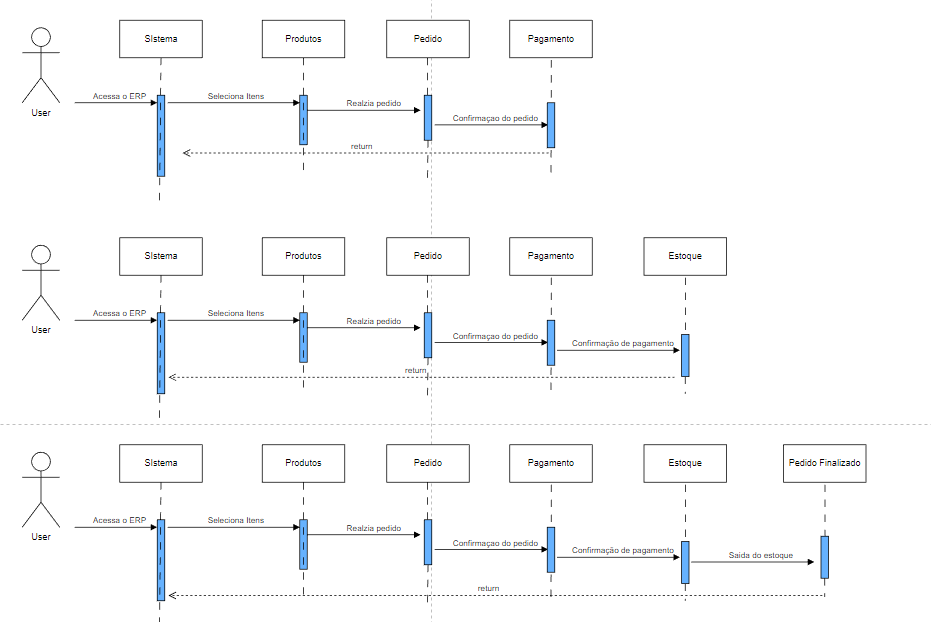 SIstema
Produtos
Pedido
Pagamento
Acessa o ERP
Seleciona Itens
Realzia pedido
Confirmaçao do pedido
User
return
SIstema
Produtos
Pedido
Pagamento
Estoque
Acessa o ERP
Seleciona Itens
Realzia pedido
Confirmaçao do pedido
Confirmação de pagamento
User
return
SIstema
Produtos
Pedido
Pagamento
Estoque
Pedido Finalizado
Acessa o ERP
Seleciona Itens
Realzia pedido
Confirmaçao do pedido
Confirmação de pagamento
Saida do estoque
User
return